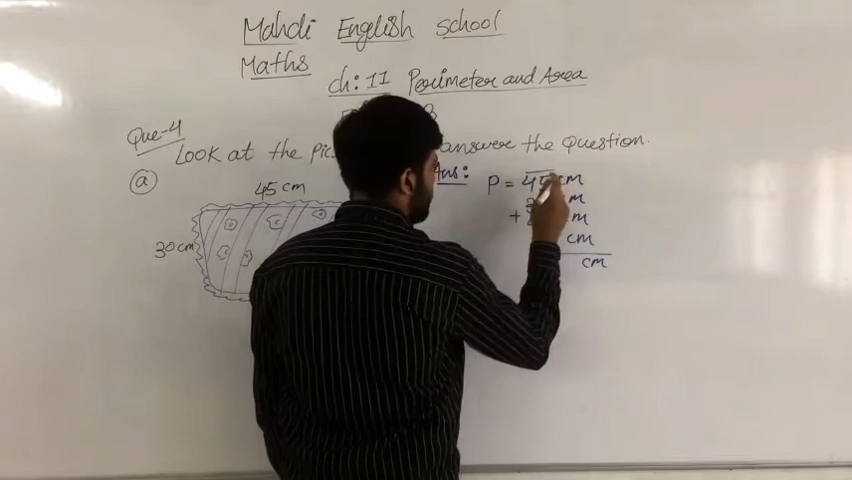 Mahdi English School
Maths
Ch: 11 Perimeter and Area
Que-4
Look at the answer the question.
a
Ans:
45 cm
30 cm
P = 45 cm
cm
+ cm
cm
cm